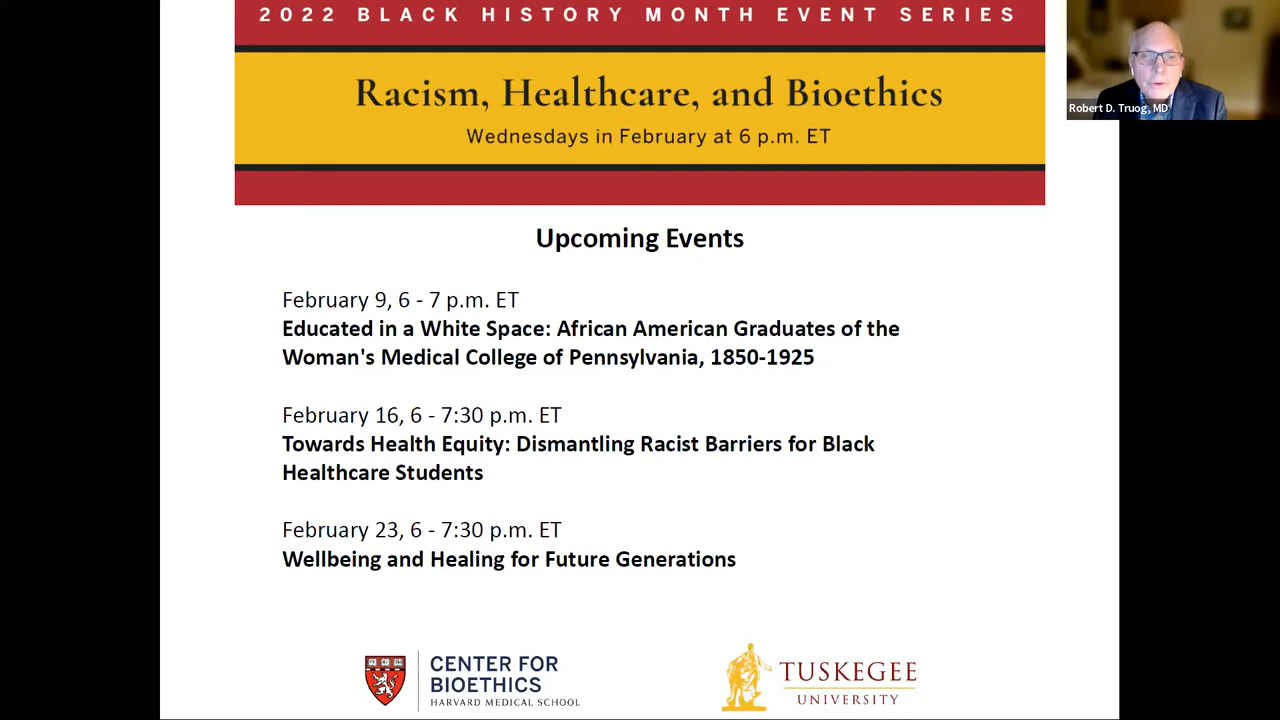 2022 BLACK HISTORY MONTH EVENT SERIES
Racism, Healthcare, and Bioethics
Wednesdays in February at 6 p.m. ET
Robert D. Truog, MD
Upcoming Events
February 9, 6 - 7 p.m. ET
Educated in a White Space: African American Graduates of the
Woman's Medical College of Pennsylvania, 1850-1925
February 16, 6 - 7:30 p.m. ET
Towards Health Equity: Dismantling Racist Barriers for Black
Healthcare Students
February 23, 6 - 7:30 p.m. ET
Wellbeing and Healing for Future Generations
CENTER FOR
BIOETHICS
HARVARD MEDICAL SCHOOL
TUSKEGEE
UNIVERSITY